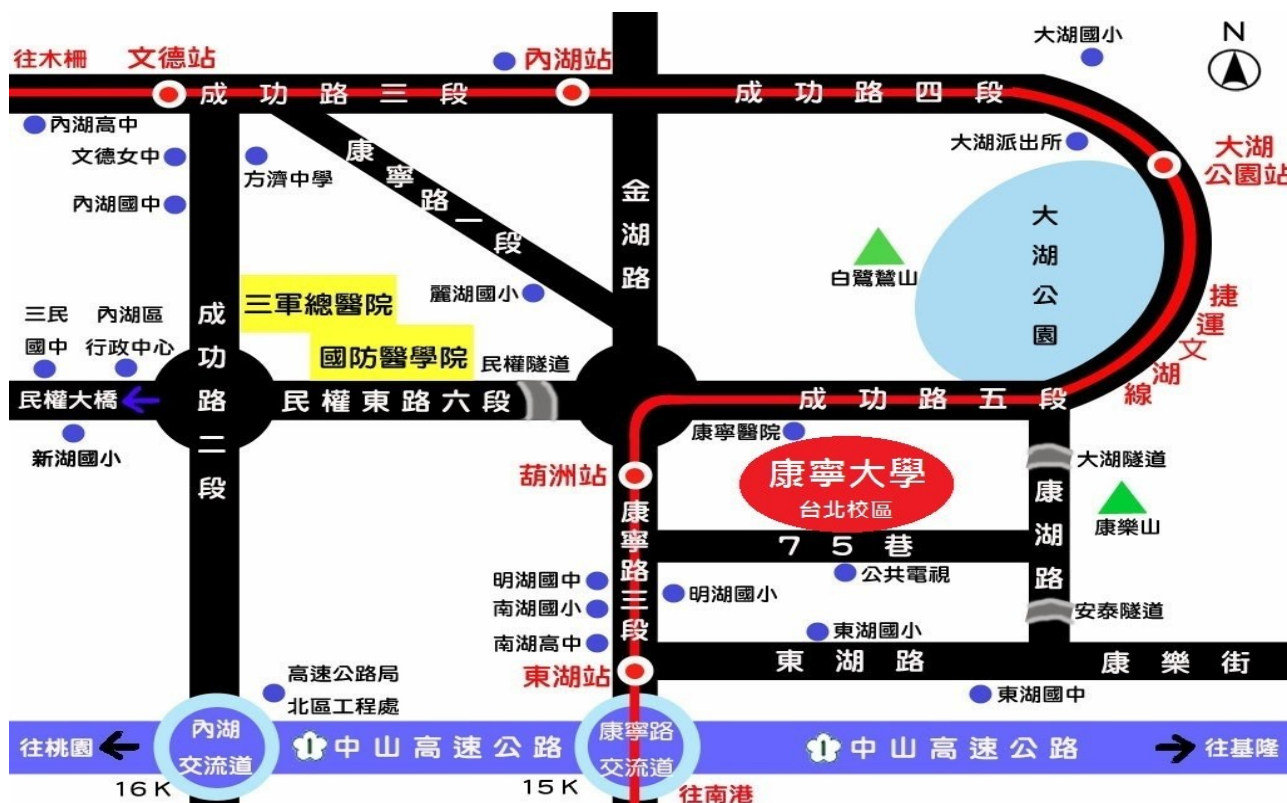 往木柵
文德站
內湖站
大湖國小
N
成功路三段
成功路四段
內湖高中
文德女中
方濟中學
內湖國中
康寧路一段
金湖路
大湖派出所
大湖
公園站
大湖公園
白鷺鷥山
捷運文湖線
三軍總醫院
國防醫學院
麗湖國小
三民
國中
內湖區
行政中心
成功路二段
民權隧道
民權大橋
民權東路六段
成功路五段
新湖國小
康寧醫院
康寧大學
台北校區
葫洲站
大湖隧道
康樂山
康湖路
75巷
康寧路三段
公共電視
明湖國中
明湖國小
南湖國小
安泰隧道
南湖高中
東湖國小
東湖站
東湖路
康樂街
高速公路局
北區工程處
東湖國中
往桃園
內湖
交流道
1
中山高速公路
康寧路
交流道
1
中山高速公路
往基隆
16K
15K
往南港